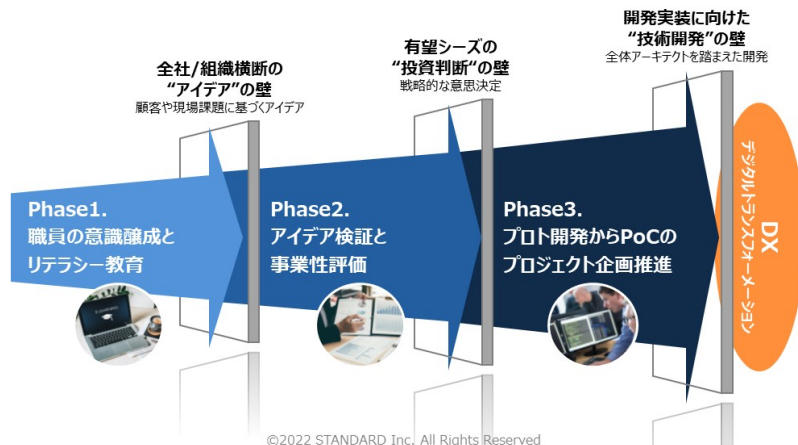 全社/組織横断の
“アイデア”の壁
顧客や現場課題に基づくアイデア
有望シーズの
“投資判断“の壁
戦略的な意思決定
開発実装に向けた
“技術開発”の壁
全体アーキテクトを踏まえた開発
Phase1.
職員の意識醸成と
リテラシー教育
Phase2.
アイデア検証と
事業性評価
Phase3.
プロト開発からPoCの
プロジェクト企画推進
DX
デジタルトランスフォーメーション
©2022 STANDARD Inc. All Rights Reserved